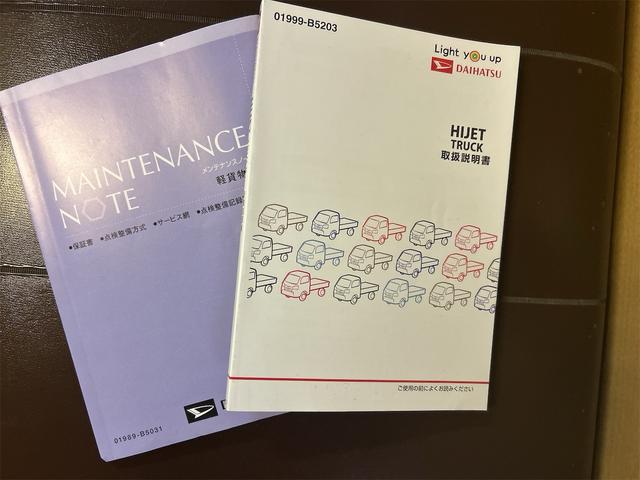 01999-B5203
Light you up
DAIHATSU
HIJET
TRUCK
取扱説明書
ご使用の前によくお読みください
MAINTENANCE
メンテナンスノー
NOTE
軽貨物
●保証書 ●点検整備方式 ●サービス網 ●点検整備記録
01989-B5031